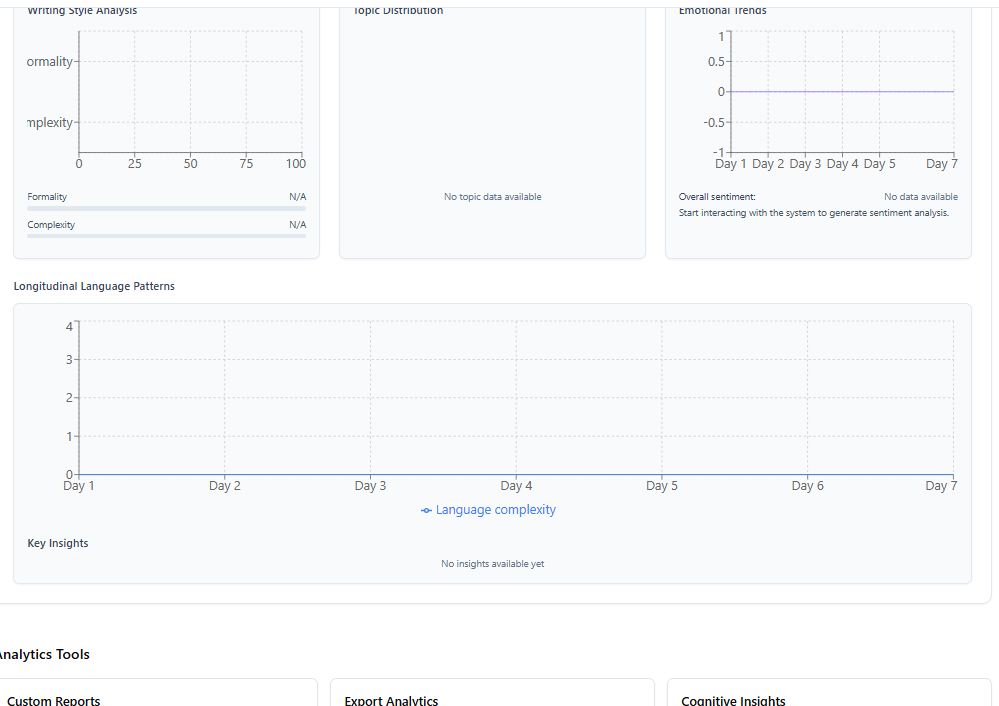 Writing Style Analysis
ormality
mplexity
0 25 50 75 100
Formality N/A
Complexity N/A
Topic Distribution
No topic data available
Emotional Trends
1
0.5
0
-0.5
-1
Day 1 Day 2 Day 3 Day 4 Day 5 Day 7
Overall sentiment: No data available
Start interacting with the system to generate sentiment analysis.
Longitudinal Language Patterns
4
3
2
1
0
Day 1 Day 2 Day 3 Day 4 Day 5 Day 6 Day 7
Language complexity
Key Insights
No insights available yet
Analytics Tools
Custom Reports
Export Analytics
Cognitive Insights